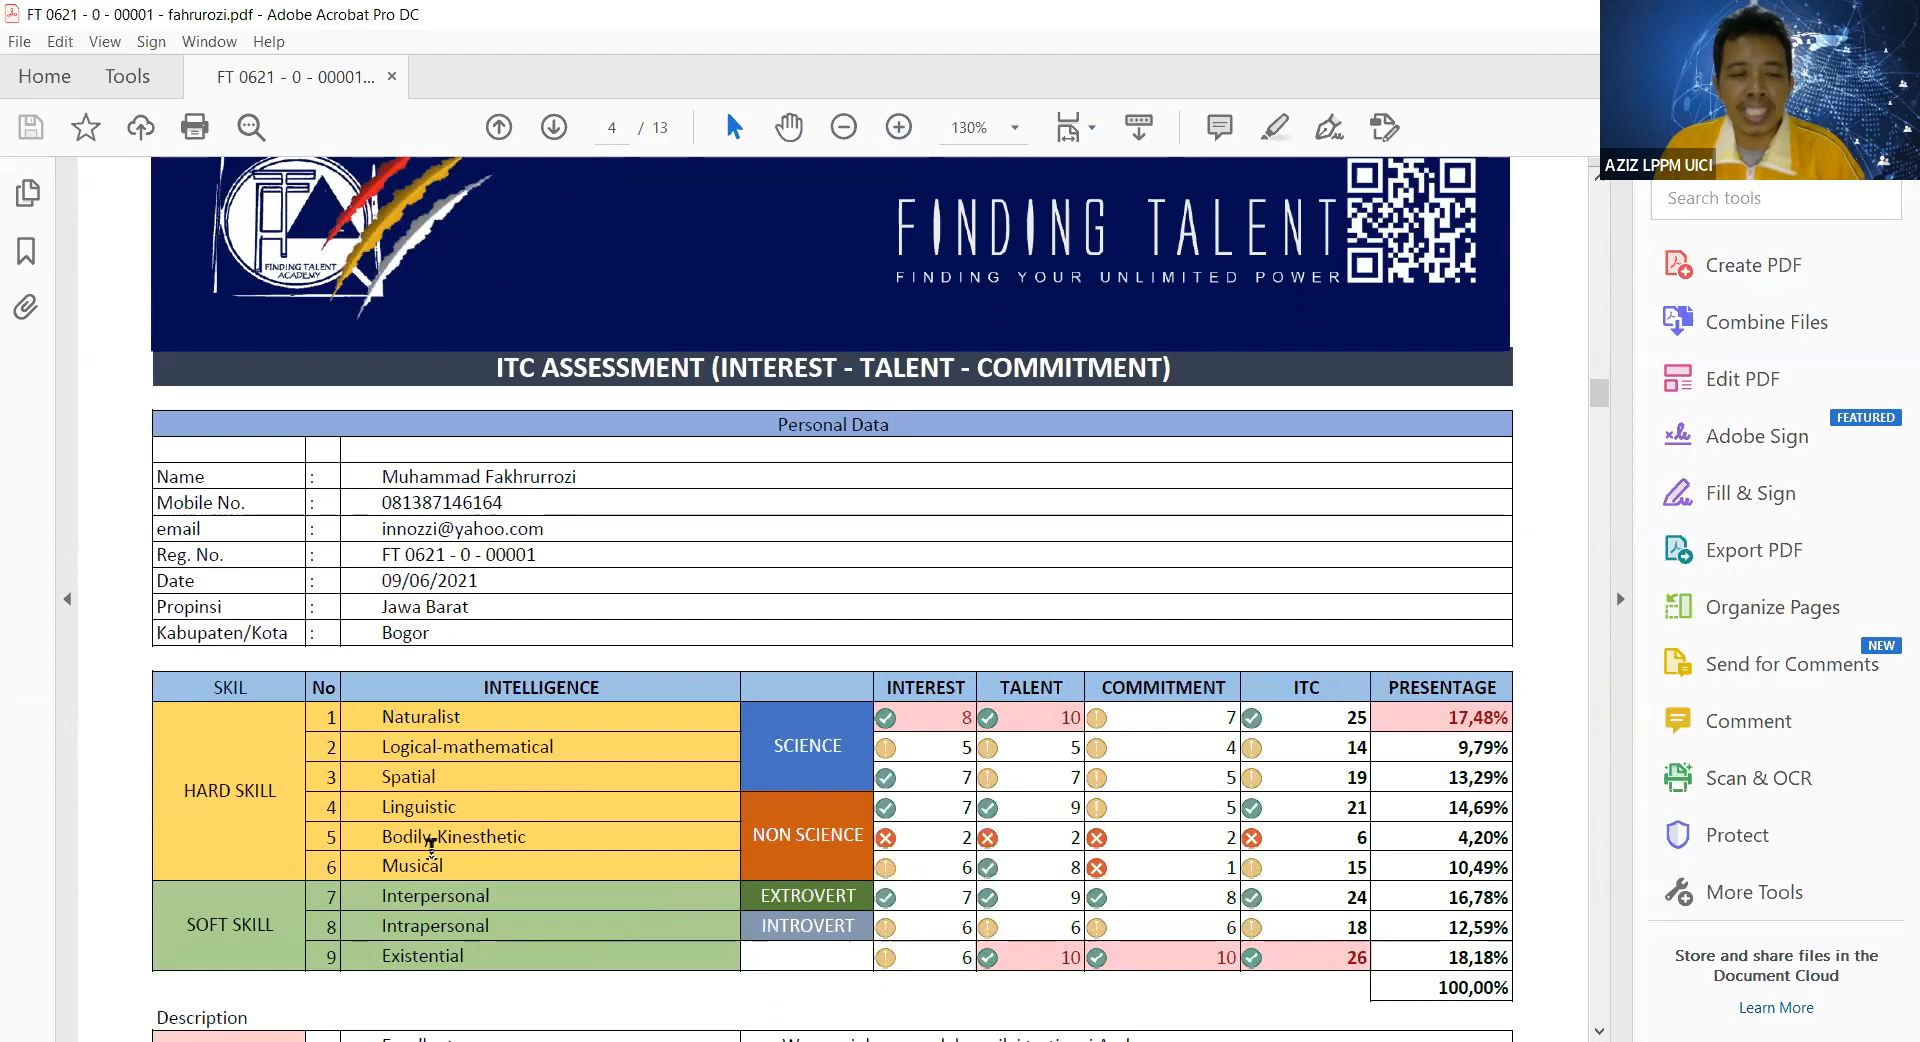 FT 0621 - 0 - 00001 - fahrurozi.pdf - Adobe Acrobat Pro DC
File Edit View Sign Window Help
Home Tools FT 0621 - 0 - 00001... ×
4 / 13 130%
AZIZ LPPM UICI
FINDING TALENT ACADEMY
FINDING TALENT
FINDING YOUR UNLIMITED POWER
ITC ASSESSMENT (INTEREST - TALENT - COMMITMENT)
Personal Data
Name : Muhammad Fakhrurrozi
Mobile No. : 081387146164
email : innozzi@yahoo.com
Reg. No. : FT 0621 - 0 - 00001
Date : 09/06/2021
Propinsi : Jawa Barat
Kabupaten/Kota : Bogor
SKIL No INTELLIGENCE INTEREST TALENT COMMITMENT ITC PRESENTAGE
HARD SKILL
SCIENCE
1 Naturalist 8 10 7 25 17,48%
2 Logical-mathematical 5 5 4 14 9,79%
3 Spatial 7 7 5 19 13,29%
NON SCIENCE
4 Linguistic 7 9 5 21 14,69%
5 Bodily-Kinesthetic 2 2 2 6 4,20%
6 Musical 6 8 1 15 10,49%
SOFT SKILL
7 Interpersonal EXTROVERT 7 9 8 24 16,78%
8 Intrapersonal INTROVERT 6 6 6 18 12,59%
9 Existential 6 10 10 26 18,18%
100,00%
Description
Search tools
Create PDF
Combine Files
Edit PDF
FEATURED
Adobe Sign
Fill & Sign
Export PDF
Organize Pages
NEW
Send for Comments
Comment
Scan & OCR
Protect
More Tools
Store and share files in the
Document Cloud
Learn More